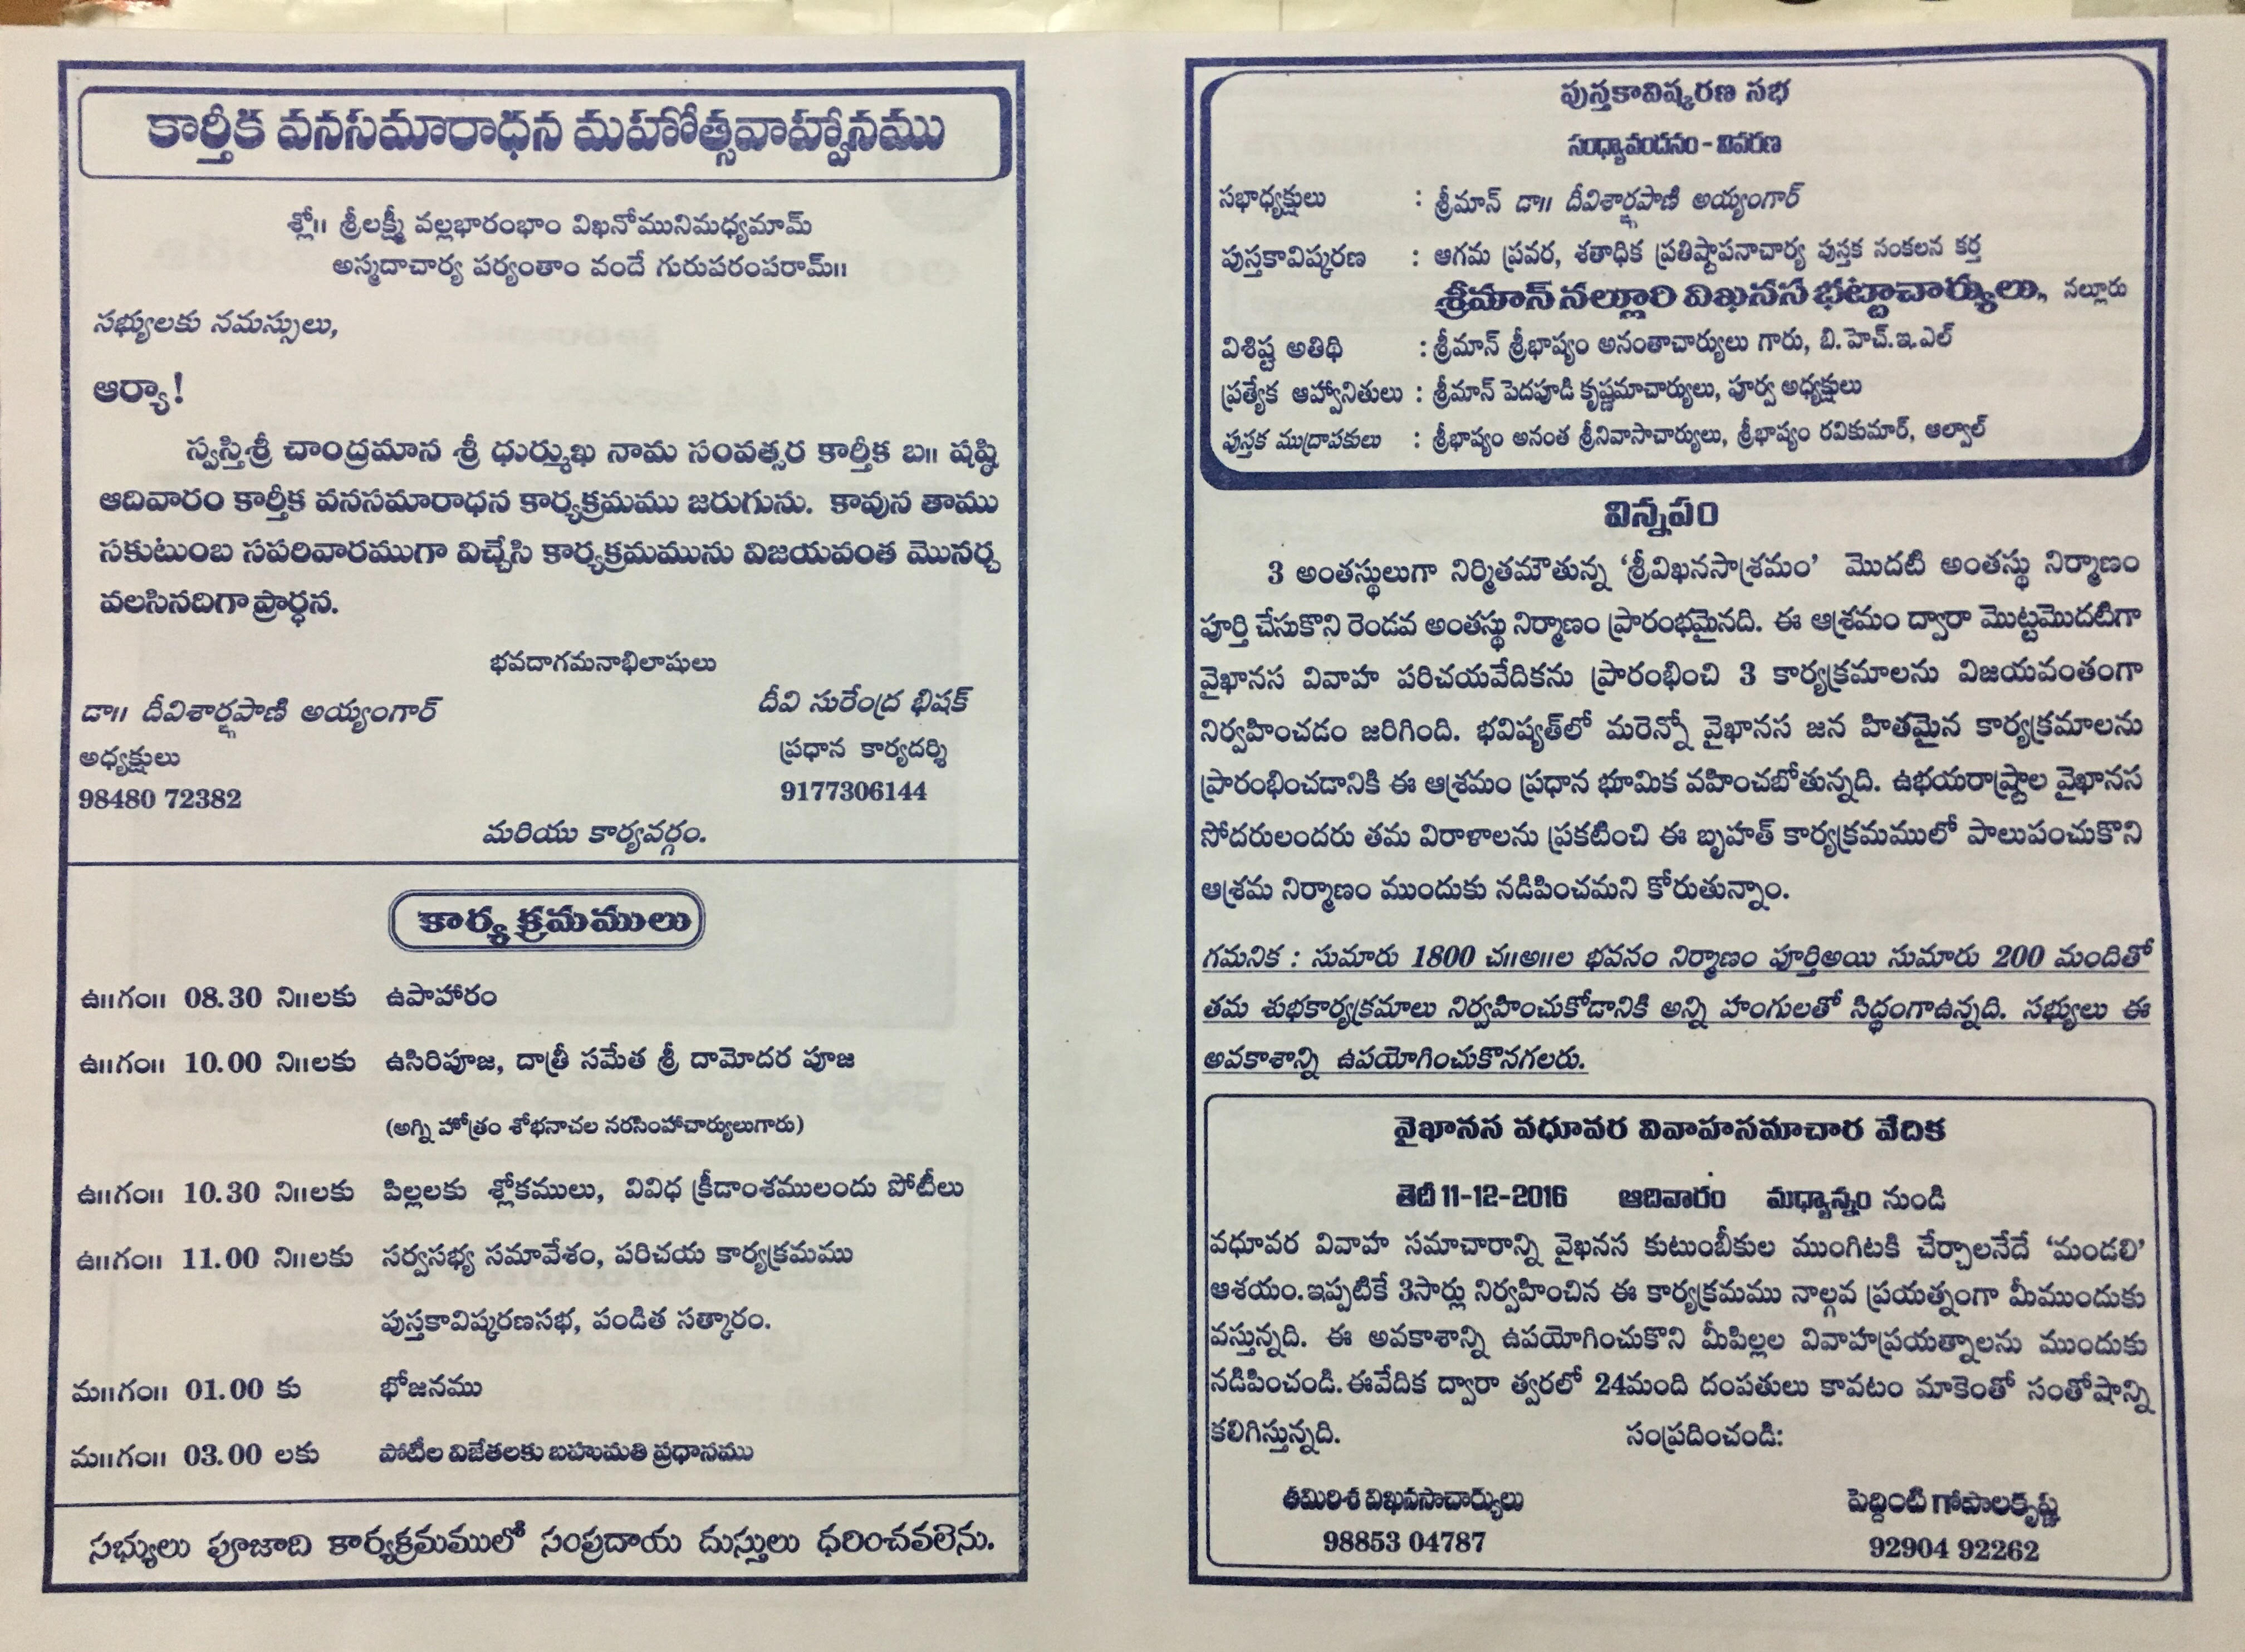 కార్తీక వనసమారాధన మహోత్సవాహ్వానము
శ్లో॥ శ్రీలక్ష్మీ వల్లభారంభాం విఖనోమునిమధ్యమామ్
అస్మదాచార్య పర్యంతాం వందే గురుపరంపరామ్॥
సభ్యులకు నమస్సులు,
ఆర్యా!
స్వస్తిశ్రీ చాంద్రమాన శ్రీ ధుర్ముఖ నామ సంవత్సర కార్తీక బ॥ షష్ఠి
ఆదివారం కార్తీక వనసమారాధన కార్యక్రమము జరుగును. కావున తాము
సకుటుంబ సపరివారముగా విచ్చేసి కార్యక్రమమును విజయవంత మొనర్చ
వలసినదిగా ప్రార్ధన.
భవదాగమనాభిలాషులు
డా॥ దీవిశార్ఙ్గపాణి అయ్యంగార్
అధ్యక్షులు
98480 72382
దీవి సురేంద్ర భిషక్
ప్రధాన కార్యదర్శి
9177306144
మరియు కార్యవర్గం.
కార్య క్రమములు
ఉ॥గం॥ 08.30 ని॥లకు ఉపాహారం
ఉ॥గం॥ 10.00 ని॥లకు ఉసిరిపూజ, దాత్రీ సమేత శ్రీ దామోదర పూజ
(అగ్ని హోత్రం శోభనాచల నరసింహాచార్యులుగారు)
ఉ॥గం॥ 10.30 ని॥లకు పిల్లలకు శ్లోకములు, వివిధ క్రీడాంశములందు పోటీలు
ఉ॥గం॥ 11.00 ని॥లకు సర్వసభ్య సమావేశం, పరిచయ కార్యక్రమము
పుస్తకావిష్కరణసభ, పండిత సత్కారం.
మ॥గం॥ 01.00 కు భోజనము
మ॥గం॥ 03.00 లకు పోటీల విజేతలకు బహుమతి ప్రధానము
సభ్యులు పూజాది కార్యక్రమములో సంప్రదాయ దుస్తులు ధరించవలెను.
పుస్తకావిష్కరణ సభ
సంధ్యావందనం - వివరణ
సభాధ్యక్షులు : శ్రీమాన్ డా॥ దీవిశార్ఙ్గపాణి అయ్యంగార్
పుస్తకావిష్కరణ : ఆగమ ప్రవర, శతాధిక ప్రతిష్టాపనాచార్య పుస్తక సంకలన కర్త
శ్రీమాన్ నల్లూరి విఖనస భట్టాచార్యులు, నల్లూరు
విశిష్ట అతిథి : శ్రీమాన్ శ్రీభాష్యం అనంతాచార్యులు గారు, బి.హెచ్.ఇ.ఎల్
ప్రత్యేక ఆహ్వానితులు : శ్రీమాన్ పెదపూడి కృష్ణమాచార్యులు, పూర్వ అధ్యక్షులు
పుస్తక ముద్రాపకులు : శ్రీభాష్యం అనంత శ్రీనివాసాచార్యులు, శ్రీభాష్యం రవికుమార్, ఆల్వాల్
విన్నపం
3 అంతస్థులుగా నిర్మితమౌతున్న ‘శ్రీవిఖనసాశ్రమం’ మొదటి అంతస్థు నిర్మాణం
పూర్తి చేసుకొని రెండవ అంతస్థు నిర్మాణం ప్రారంభమైనది. ఈ ఆశ్రమం ద్వారా మొట్టమొదటిగా
వైఖానస వివాహ పరిచయవేదికను ప్రారంభించి 3 కార్యక్రమాలను విజయవంతంగా
నిర్వహించడం జరిగింది. భవిష్యత్‌లో మరెన్నో వైఖానస జన హితమైన కార్యక్రమాలను
ప్రారంభించడానికి ఈ ఆశ్రమం ప్రధాన భూమిక వహించబోతున్నది. ఉభయరాష్ట్రాల వైఖానస
సోదరులందరు తమ విరాళాలను ప్రకటించి ఈ బృహత్ కార్యక్రమములో పాలుపంచుకొని
ఆశ్రమ నిర్మాణం ముందుకు నడిపించమని కోరుతున్నాం.
గమనిక : సుమారు 1800 చ॥అ॥ల భవనం నిర్మాణం పూర్తిఅయి సుమారు 200 మందితో
తమ శుభకార్యక్రమాలు నిర్వహించుకోడానికి అన్ని హంగులతో సిద్ధంగాఉన్నది. సభ్యులు ఈ
అవకాశాన్ని ఉపయోగించుకొనగలరు.
వైఖానస వధూవర వివాహసమాచార వేదిక
తెదీ 11-12-2016 ఆదివారం మధ్యాన్నం నుండి
వధూవర వివాహ సమాచారాన్ని వైఖనస కుటుంబీకుల ముంగిటకి చేర్చాలనేదే ‘మండలి’
ఆశయం. ఇప్పటికే 3సార్లు నిర్వహించిన ఈ కార్యక్రమము నాల్గవ ప్రయత్నంగా మీముందుకు
వస్తున్నది. ఈ అవకాశాన్ని ఉపయోగించుకొని మీపిల్లల వివాహప్రయత్నాలను ముందుకు
నడిపించండి. ఈవేదిక ద్వారా త్వరలో 24మంది దంపతులు కావటం మాకెంతో సంతోషాన్ని
కలిగిస్తున్నది. సంప్రదించండి:
ఉమిరిశ విఖనసాచార్యులు
98853 04787
పెద్దింటి గోపాలకృష్ణ
92904 92262